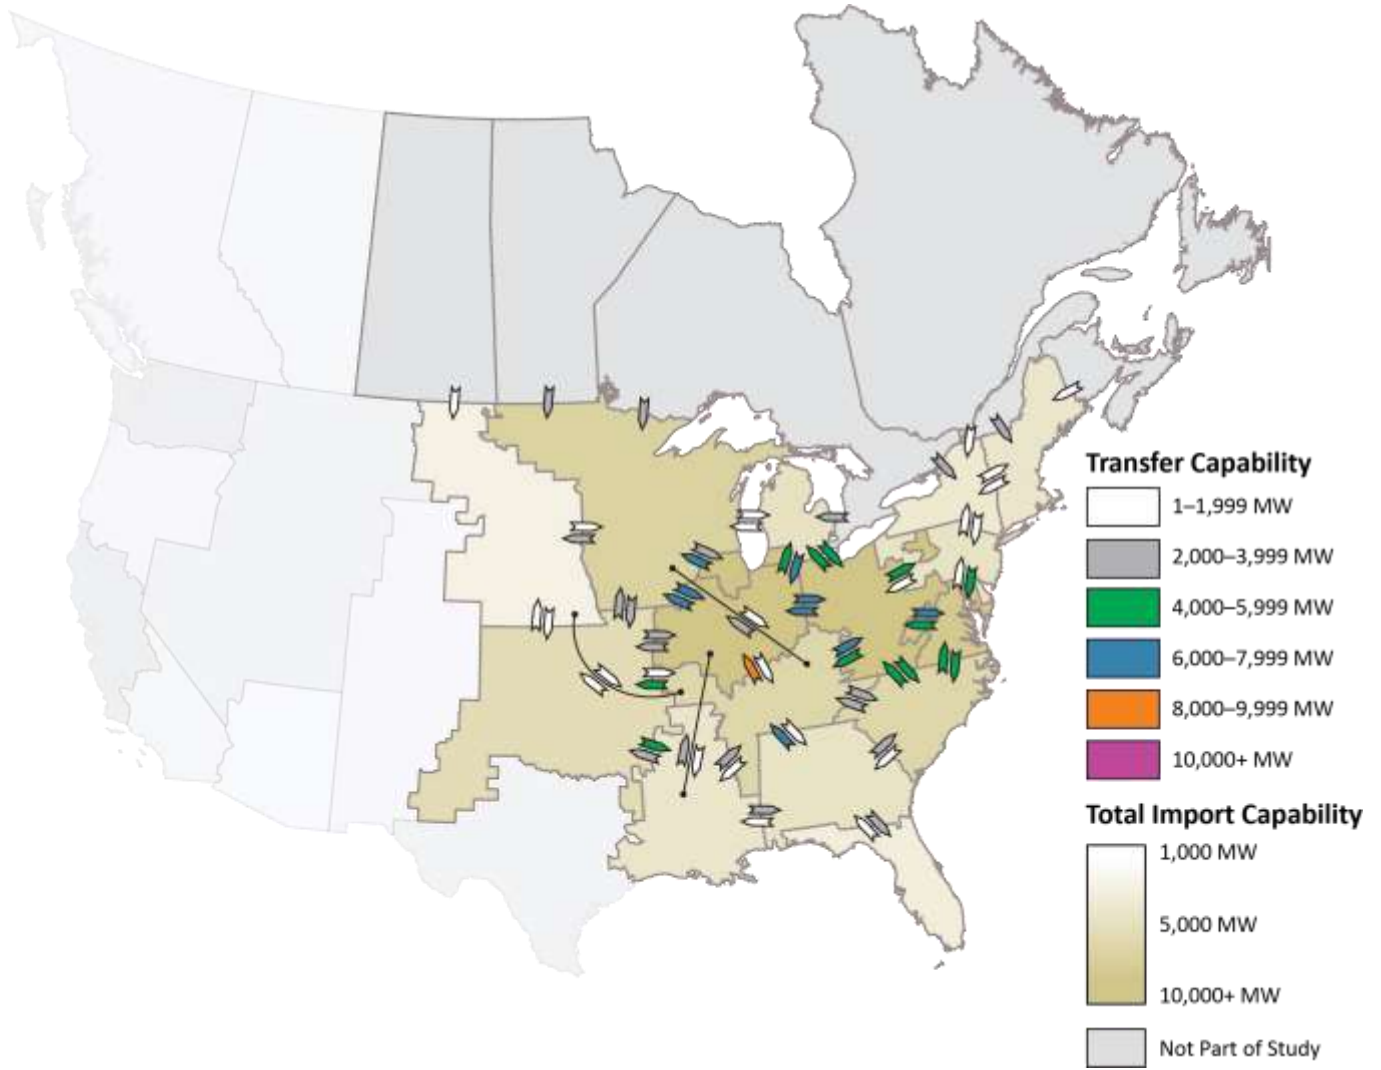 Transfer Capability
1–1,999 MW
2,000–3,999 MW
4,000–5,999 MW
6,000–7,999 MW
8,000–9,999 MW
10,000+ MW
Total Import Capability
1,000 MW
5,000 MW
10,000+ MW
Not Part of Study